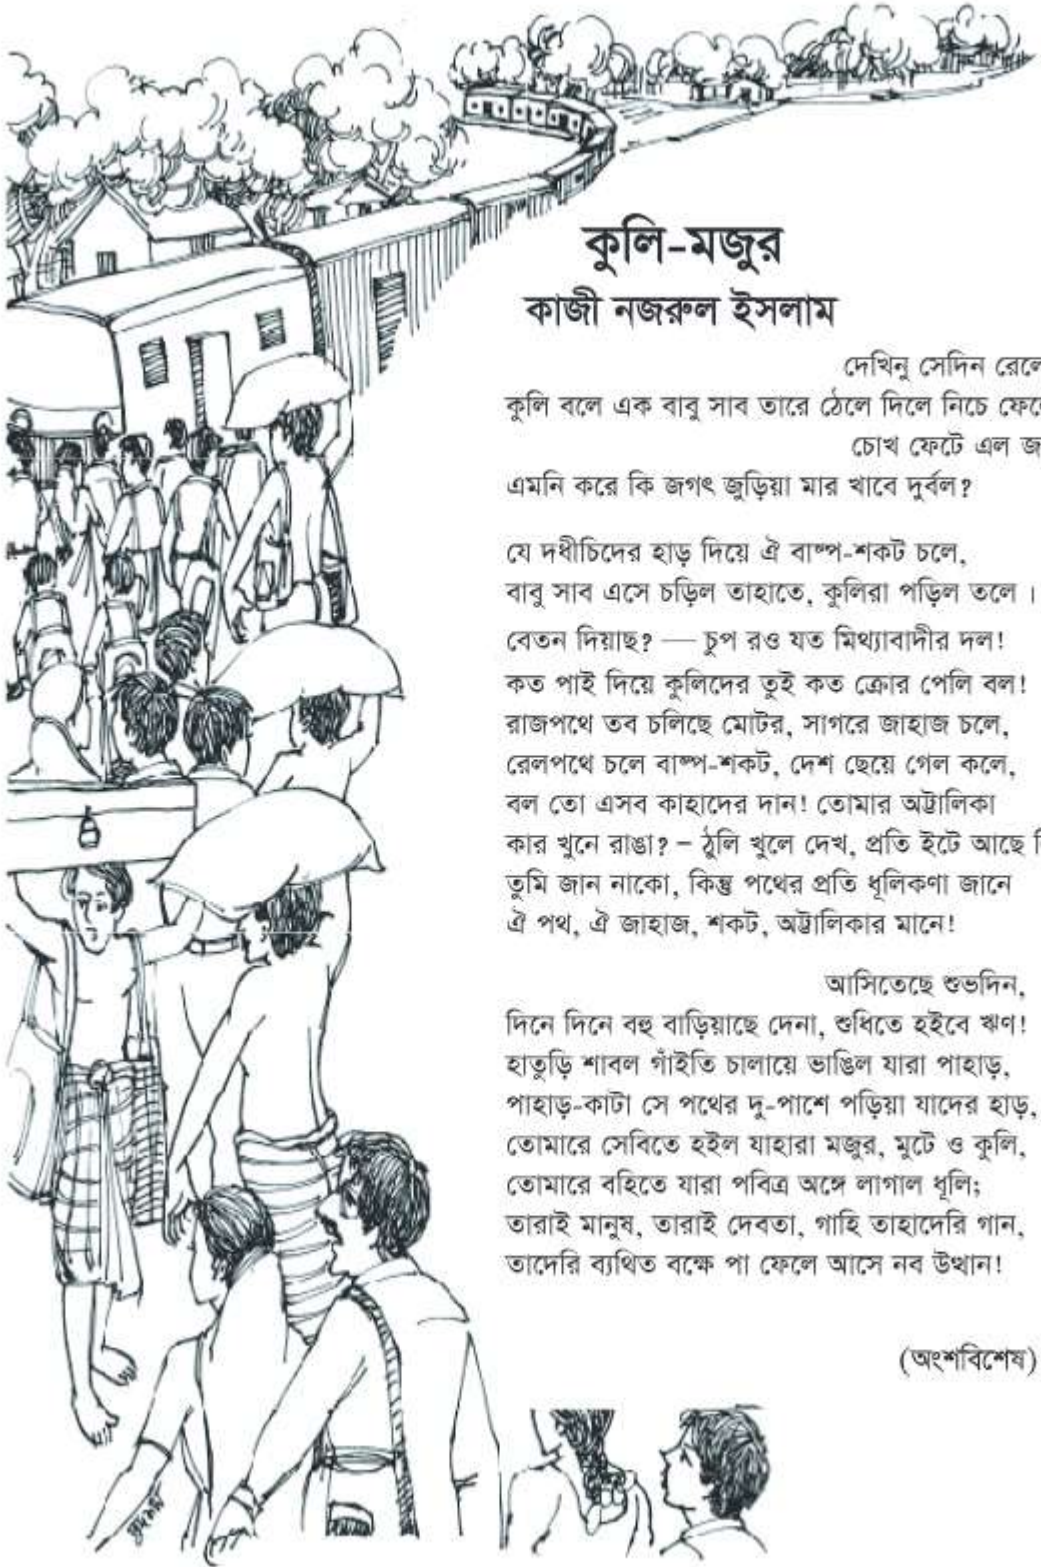 কুলি-মজুর
কাজী নজরুল ইসলাম
দেখিনু সেদিন
কুলি বলে এক বাবু সাব তারে ঠেলে দিলে নিচে
চোখ ফেটে এল
এমনি করে কি জগৎ জুড়িয়া মার খাবে দুর্বল?
যে দধীচিদের হাড় দিয়ে ঐ বাষ্প-শকট চলে,
বাবু সাব এসে চড়িল তাহাতে, কুলিরা পড়িল তলে।
বেতন দিয়াছ? — চুপ রও যত মিথ্যাবাদীর দল!
কত পাই দিয়ে কুলিদের তুই কত ক্রোর পেলি বল!
রাজপথে তব চলিছে মোটর, সাগরে জাহাজ চলে,
রেলপথে চলে বাষ্প-শকট, দেশ ছেয়ে গেল কলে,
বল তো এসব কাহাদের দান! তোমার অট্টালিকা
কার খুনে রাঙা? – ঠুলি খুলে দেখ, প্রতি ইটে আছে
তুমি জান নাকো, কিন্তু পথের প্রতি ধূলিকণা জানে
ঐ পথ, ঐ জাহাজ, শকট, অট্টালিকার মানে!
আসিতেছে শুভদিন,
দিনে দিনে বহু বাড়িয়াছে দেনা, শুধিতে হইবে ঋণ!
হাতুড়ি শাবল গাঁইতি চালায়ে ভাঙিল যারা পাহাড়,
পাহাড়-কাটা সে পথের দু-পাশে পড়িয়া যাদের হাড়,
তোমারে সেবিতে হইল যাহারা মজুর, মুটে ও কুলি,
তোমারে বহিতে যারা পবিত্র অঙ্গে লাগাল ধূলি;
তারাই মানুষ, তারাই দেবতা, গাহি তাহাদেরি গান,
তাদেরি ব্যথিত বক্ষে পা ফেলে আসে নব উত্থান!
(অংশবিশেষ)